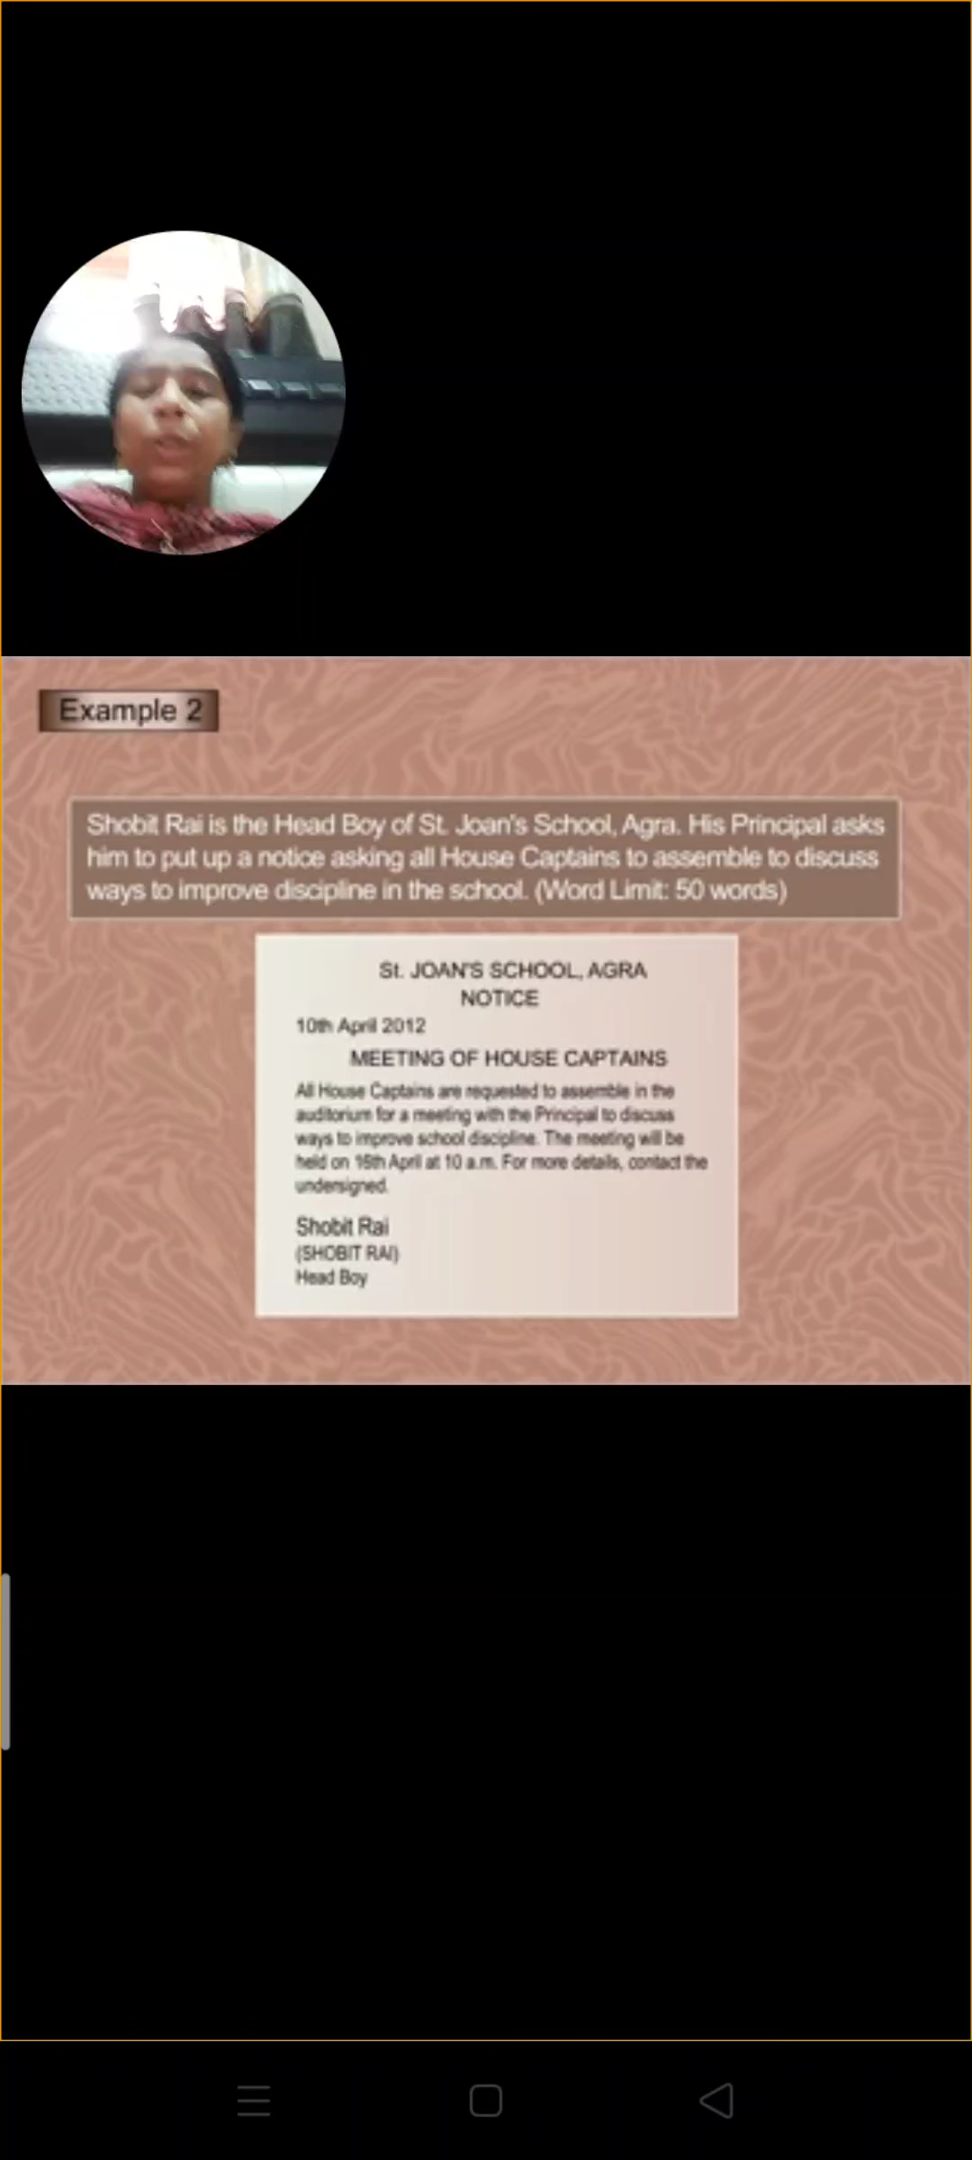 Example 2
Shobit Rai is the Head Boy of St. Joan's School, Agra. His Principal asks
him to put up a notice asking all House Captains to assemble to discuss
ways to improve discipline in the school. (Word Limit: 50 words)
St. JOAN'S SCHOOL, AGRA
NOTICE
10th April 2012
MEETING OF HOUSE CAPTAINS
All House Captains are requested to assemble in the
auditorium for a meeting with the Principal to discuss
ways to improve school discipline. The meeting will be
held on 16th April at 10 a.m. For more details, contact the
undersigned.
Shobit Rai
(SHOBIT RAI)
Head Boy